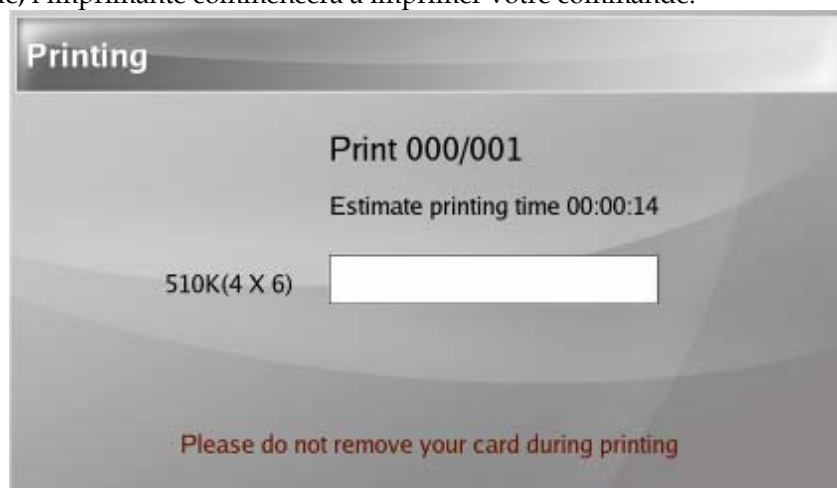 l'imprimante commencera à imprimer votre commande.
Printing
Print 000/001
Estimate printing time 00:00:14
510K(4 X 6)
Please do not remove your card during printing